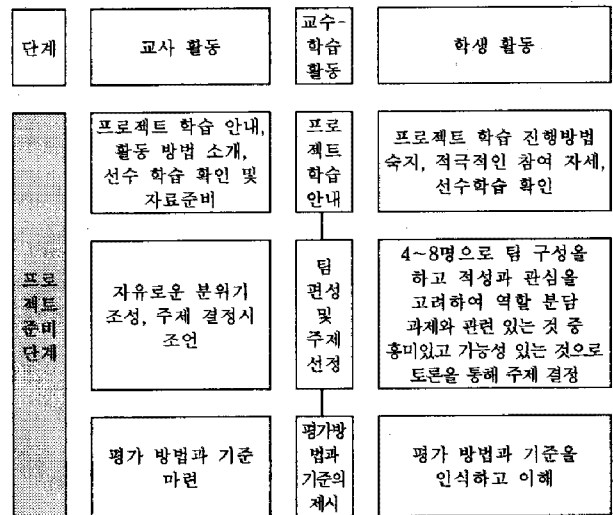 단계
교사 활동
교수-
학습
활동
학생 활동
프로
젝트
준비
단계
프로젝트 학습 안내,
활동 방법 소개,
선수 학습 확인 및
자료준비
프로
젝트
학습
안내
프로젝트 학습 진행방법
숙지, 적극적인 참여 자세,
선수학습 확인
자유로운 분위기
조성, 주제 결정시
조언
팀
편성
및
주제
선정
4~8명으로 팀 구성을
하고 적성과 관심을
고려하여 역할 분담
과제와 관련 있는 것 중
흥미있고 가능성 있는 것으로
토론을 통해 주제 결정
평가 방법과 기준
마련
평가방
법과
기준의
제시
평가 방법과 기준을
인식하고 이해